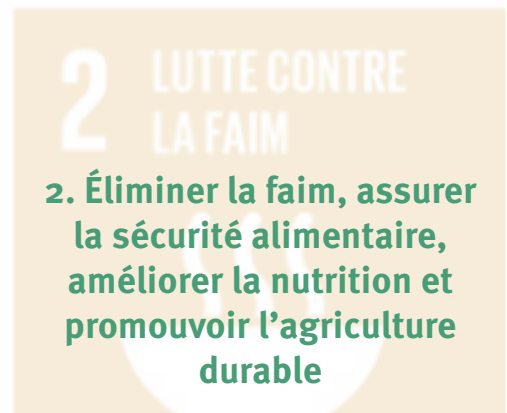 2 LUTTE CONTRE
LA FAIM
2. Éliminer la faim, assurer
la sécurité alimentaire,
améliorer la nutrition et
promouvoir l’agriculture
durable